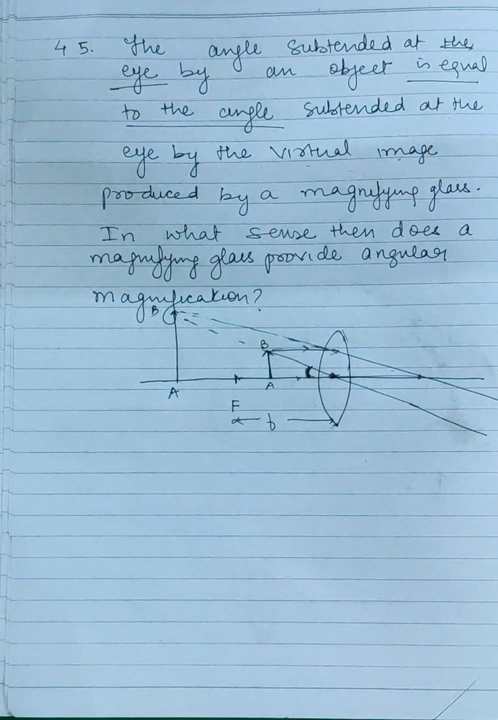 45. The angle subtended at the
eye by an object is equal
to the angle subtended at the
eye by the virtual image
produced by a magnifying glass.
In what sense then does a
magnifying glass provide angular
magnification?
B
B
A
A
F
f